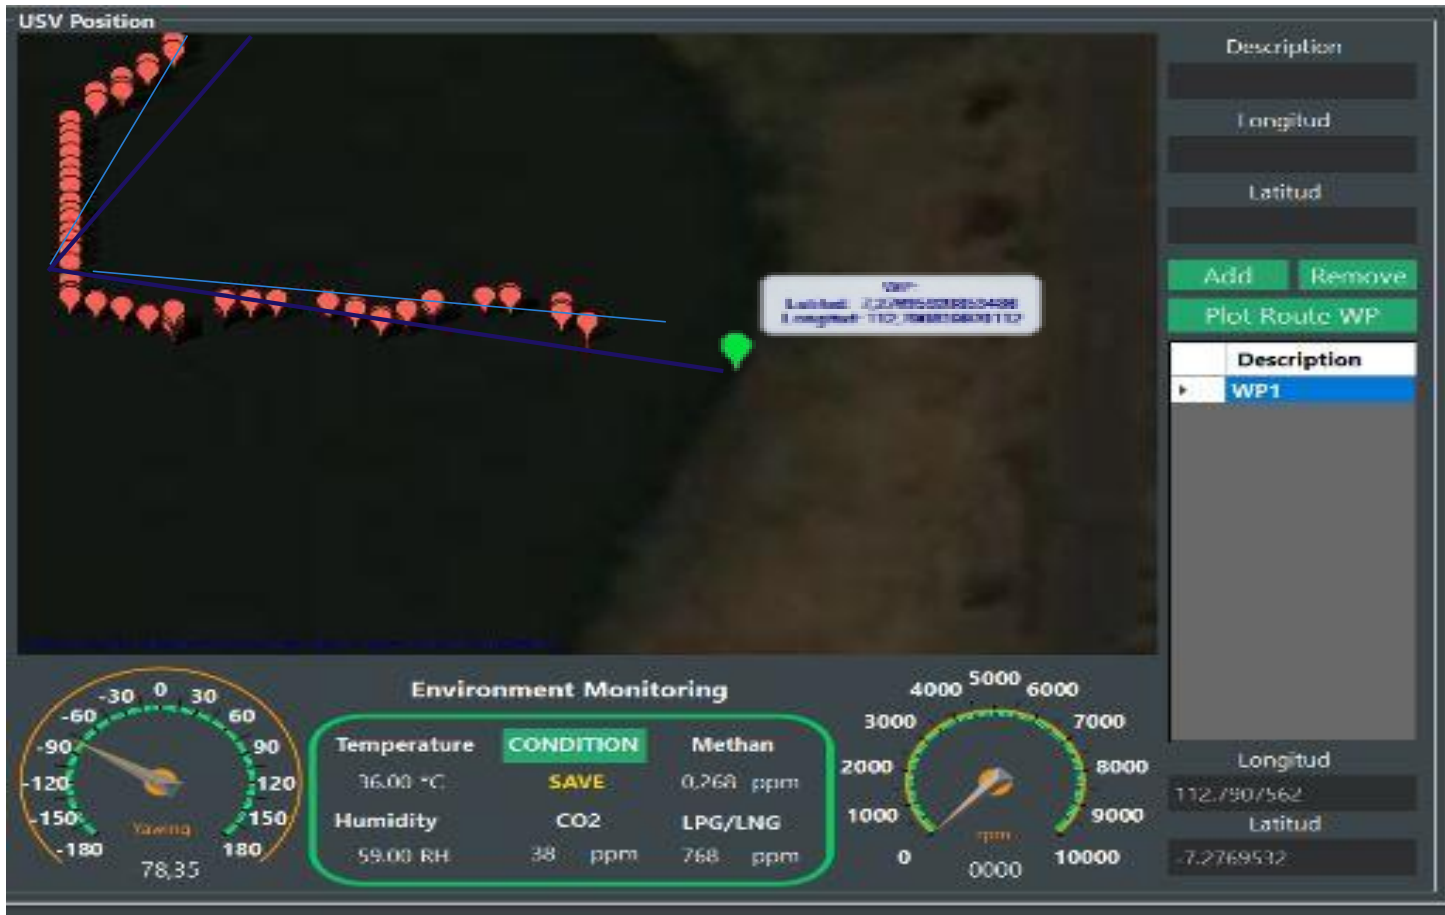 USV Position
Description
Longitud
Latitud
Add Remove
Plot Route WP
Description
WP1
Longitud
112.7907562
Latitud
-7.2769532
-180 -150 -120 -90 -60 -30 0 30 60 90 120 150 180
Yawing
78,35
Environment Monitoring
Temperature CONDITION Methan
36.00 °C SAVE 0,268 ppm
Humidity CO2 LPG/LNG
59.00 RH 38 ppm 768 ppm
0 1000 2000 3000 4000 5000 6000 7000 8000 9000 10000
rpm
0000